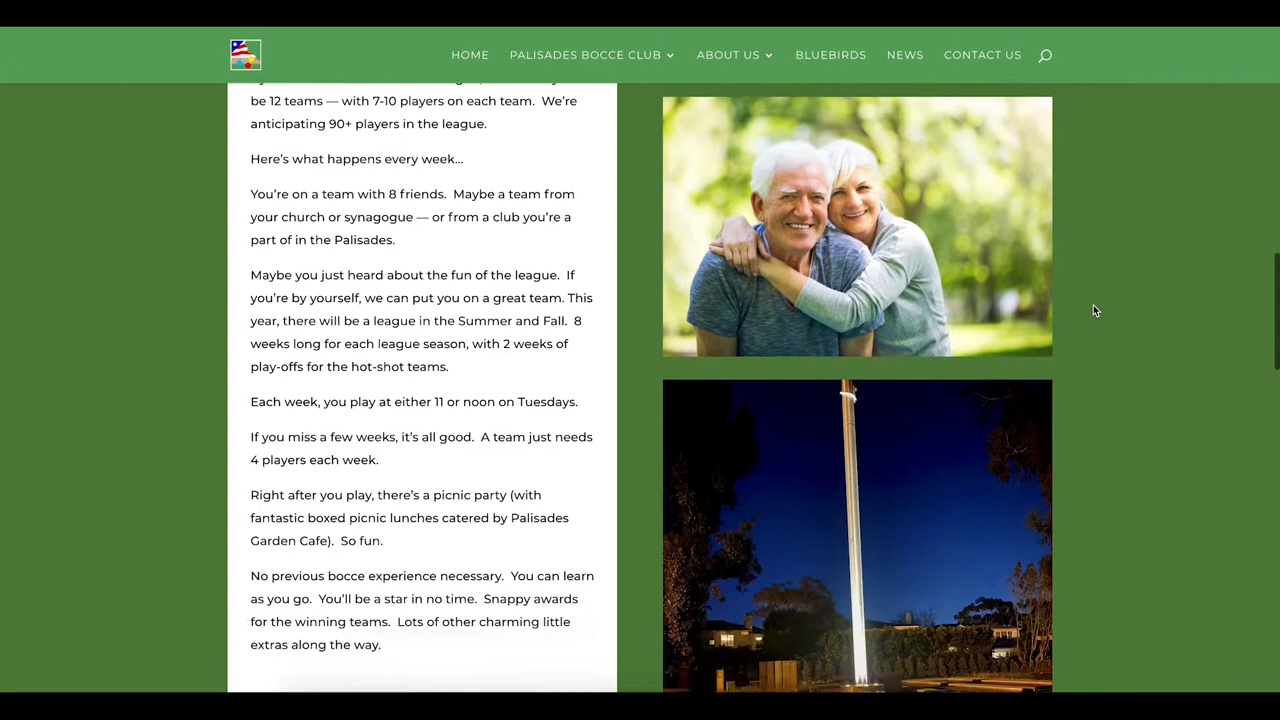 HOME PALISADES BOCCE CLUB ABOUT US BLUEBIRDS NEWS CONTACT US
be 12 teams — with 7-10 players on each team. We're
anticipating 90+ players in the league.
Here's what happens every week...
You're on a team with 8 friends. Maybe a team from
your church or synagogue — or from a club you're a
part of in the Palisades.
Maybe you just heard about the fun of the league. If
you're by yourself, we can put you on a great team. This
year, there will be a league in the Summer and Fall. 8
weeks long for each league season, with 2 weeks of
play-offs for the hot-shot teams.
Each week, you play at either 11 or noon on Tuesdays.
If you miss a few weeks, it's all good. A team just needs
4 players each week.
Right after you play, there's a picnic party (with
fantastic boxed picnic lunches catered by Palisades
Garden Cafe). So fun.
No previous bocce experience necessary. You can learn
as you go. You'll be a star in no time. Snappy awards
for the winning teams. Lots of other charming little
extras along the way.